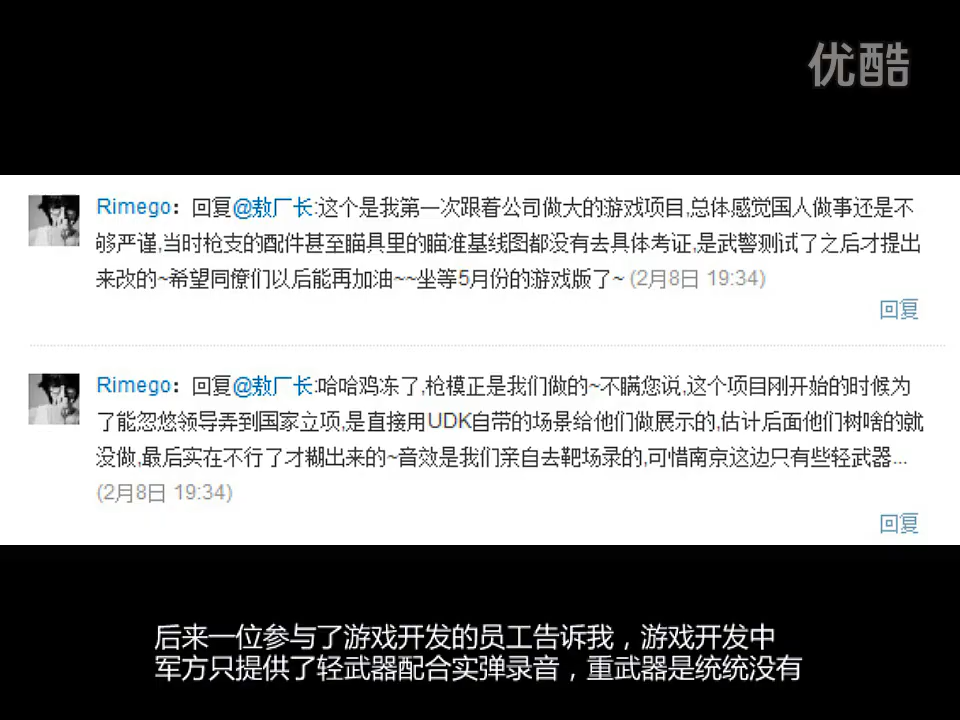 优酷
Rimego：回复@敖厂长:这个是我第一次跟着公司做大的游戏项目,总体感觉国人做事还是不
够严谨,当时枪支的配件甚至瞄具里的瞄准基线图都没有去具体考证,是武警测试了之后才提出
来改的~希望同僚们以后能再加油~~坐等5月份的游戏版了~ (2月8日 19:34)
回复
Rimego：回复@敖厂长:哈哈鸡冻了,枪模正是我们做的~不瞒您说,这个项目刚开始的时候为
了能忽悠领导弄到国家立项,是直接用UDK自带的场景给他们做展示的,估计后面他们树啥的就
没做,最后实在不行了才糊出来的~音效是我们亲自去靶场录的,可惜南京这边只有些轻武器...
(2月8日 19:34)
回复
后来一位参与了游戏开发的员工告诉我，游戏开发中
军方只提供了轻武器配合实弹录音，重武器是统统没有